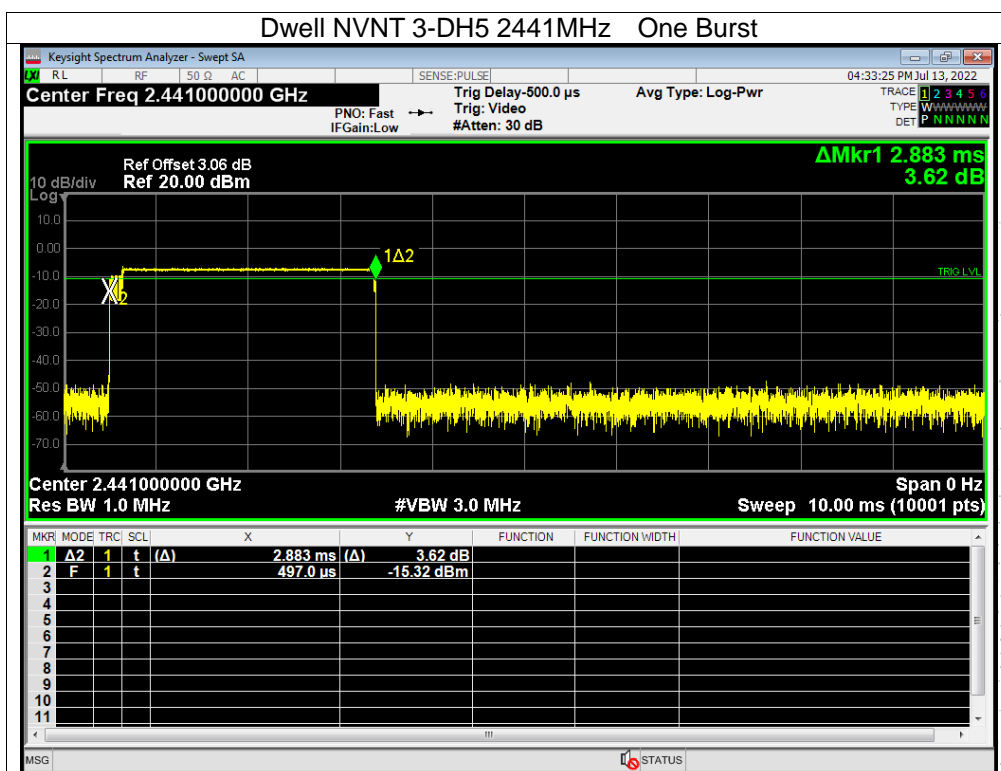 Dwell NVNT 3-DH5 2441MHz One Burst
Keysight Spectrum Analyzer - Swept SA
LXI RL RF 50 Ω AC SENSE:PULSE 04:33:25 PM Jul 13, 2022
Center Freq 2.441000000 GHz Trig Delay-500.0 µs Avg Type: Log-Pwr TRACE 1 2 3 4 5 6
PNO: Fast Trig: Video TYPE WWWWWW
IFGain:Low #Atten: 30 dB DET P N N N N N
ΔMkr1 2.883 ms
3.62 dB
Ref Offset 3.06 dB
10 dB/div Ref 20.00 dBm
Log
10.0
0.00
1Δ2
-10.0
TRIG LVL
2
-20.0
-30.0
-40.0
-50.0
-60.0
-70.0
Center 2.441000000 GHz Span 0 Hz
Res BW 1.0 MHz #VBW 3.0 MHz Sweep 10.00 ms (10001 pts)
MKR MODE TRC SCL X Y FUNCTION FUNCTION WIDTH FUNCTION VALUE
1 Δ2 1 t (Δ) 2.883 ms (Δ) 3.62 dB
2 F 1 t 497.0 µs -15.32 dBm
3
4
5
6
7
8
9
10
11
MSG STATUS